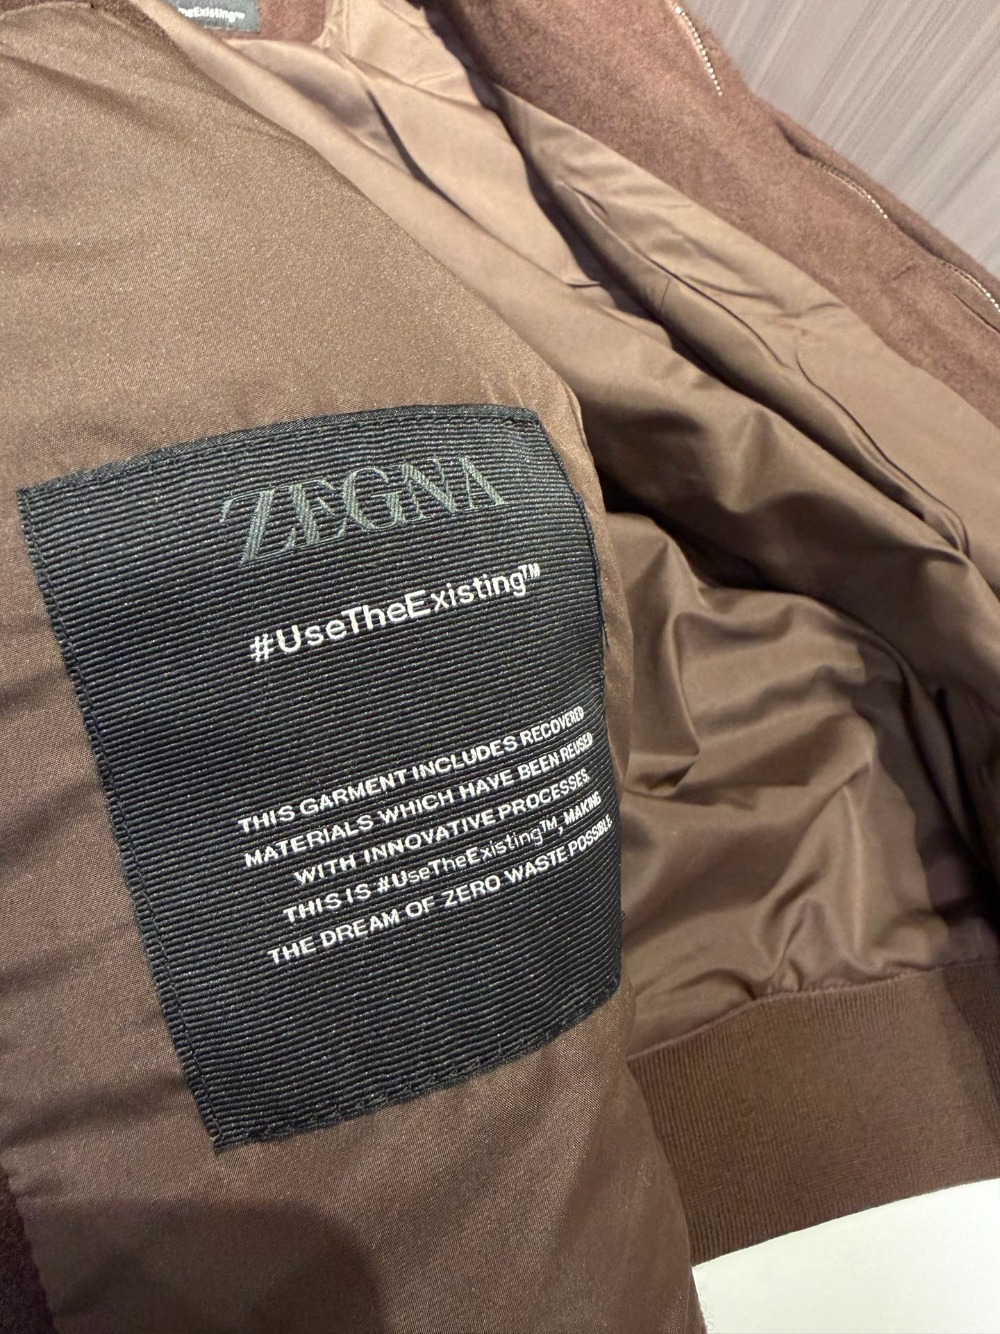 ZEGNA
#UseTheExisting™
THIS GARMENT INCLUDES RECOVERED
MATERIALS WHICH HAVE BEEN REUSED
WITH INNOVATIVE PROCESSES.
THIS IS #UseTheExisting™, MAKING
THE DREAM OF ZERO WASTE POSSIBLE